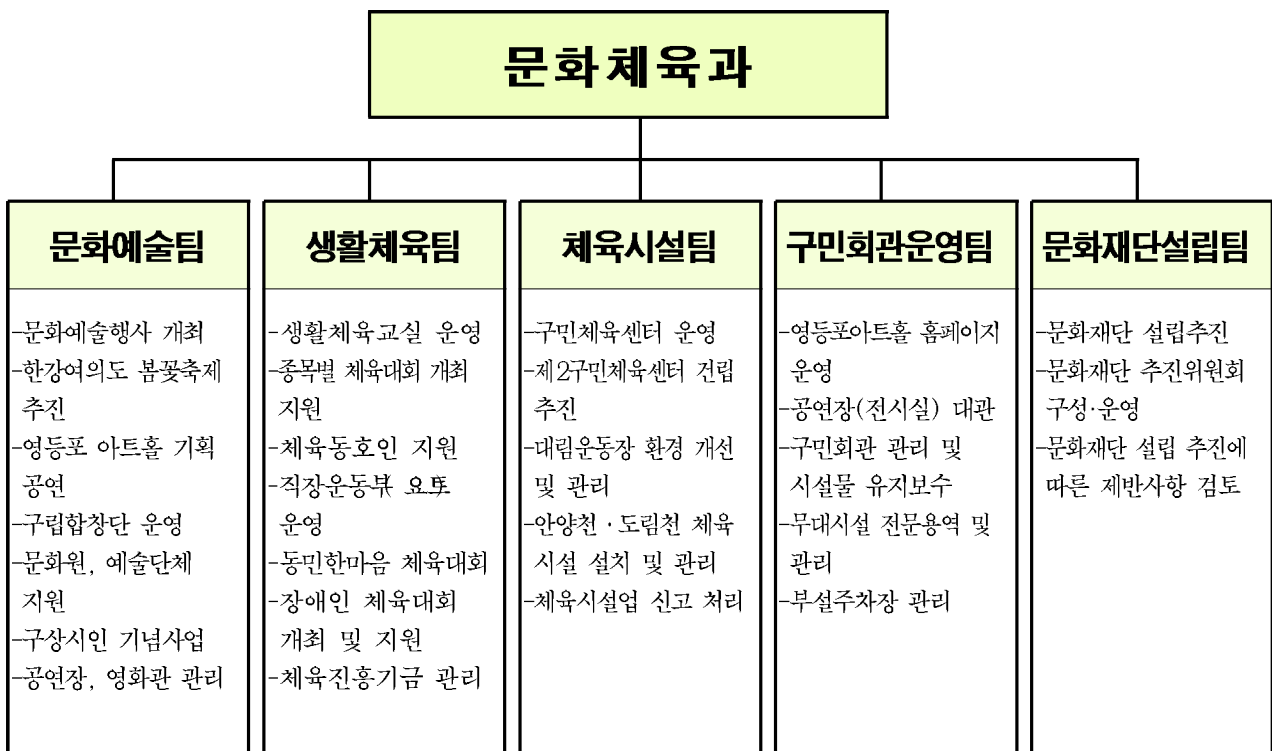 문화체육과
문화예술팀
-문화예술행사 개최
-한강여의도 봄꽃축제
추진
-영등포 아트홀 기획
공연
-구립합창단 운영
-문화원, 예술단체
지원
-구상시인 기념사업
-공연장, 영화관 관리
생활체육팀
-생활체육교실 운영
-종목별 체육대회 개최
지원
-체육동호인 지원
-직장운동부
운영
-동민한마음 체육대회
-장애인 체육대회
개최 및 지원
-체육진흥기금 관리
체육시설팀
-구민체육센터 운영
-제2구민체육센터 건립
추진
-대림운동장 환경 개선
및 관리
-안양천·도림천 체육
시설 설치 및 관리
-체육시설업 신고 처리
구민회관운영팀
-영등포아트홀 홈페이지
운영
-공연장(전시실) 대관
-구민회관 관리 및
시설물 유지보수
-무대시설 전문용역 및
관리
-부설주차장 관리
문화재단설립팀
-문화재단 설립추진
-문화재단 추진위원회
구성·운영
-문화재단 설립 추진에
따른 제반사항 검토